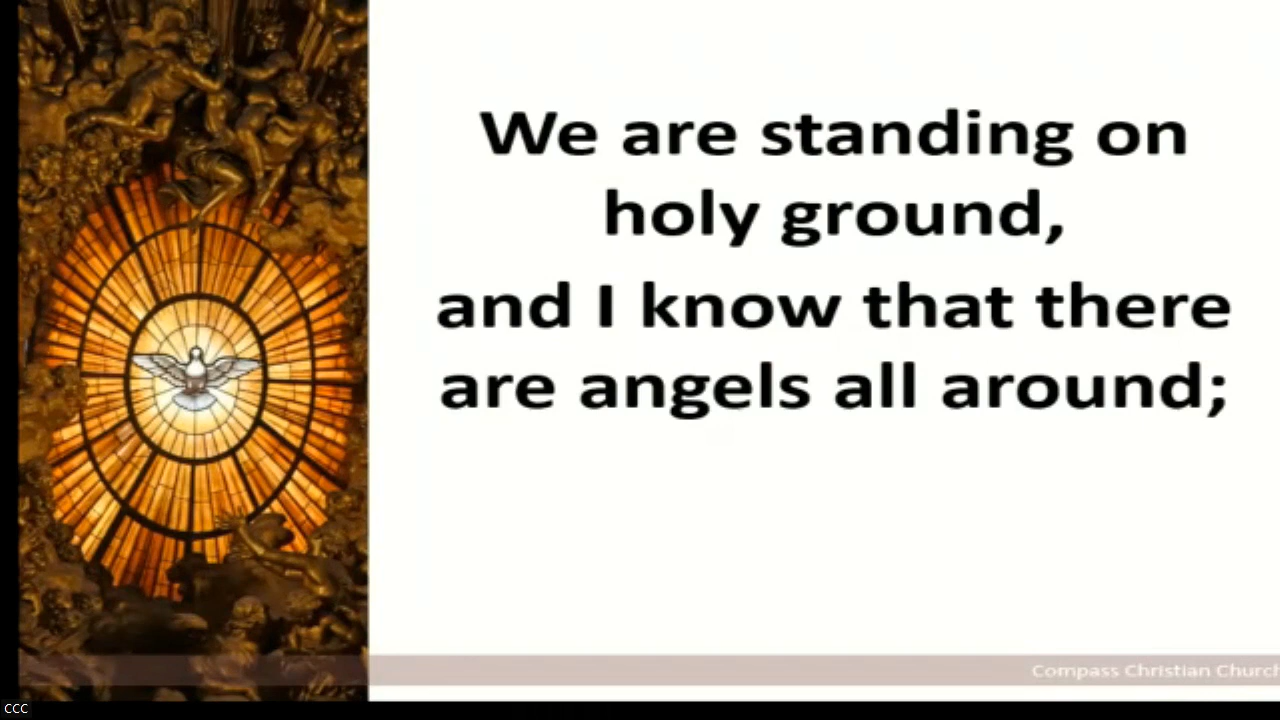 We are standing on
holy ground,
and I know that there
are angels all around;
Compass Christian Church
CCC